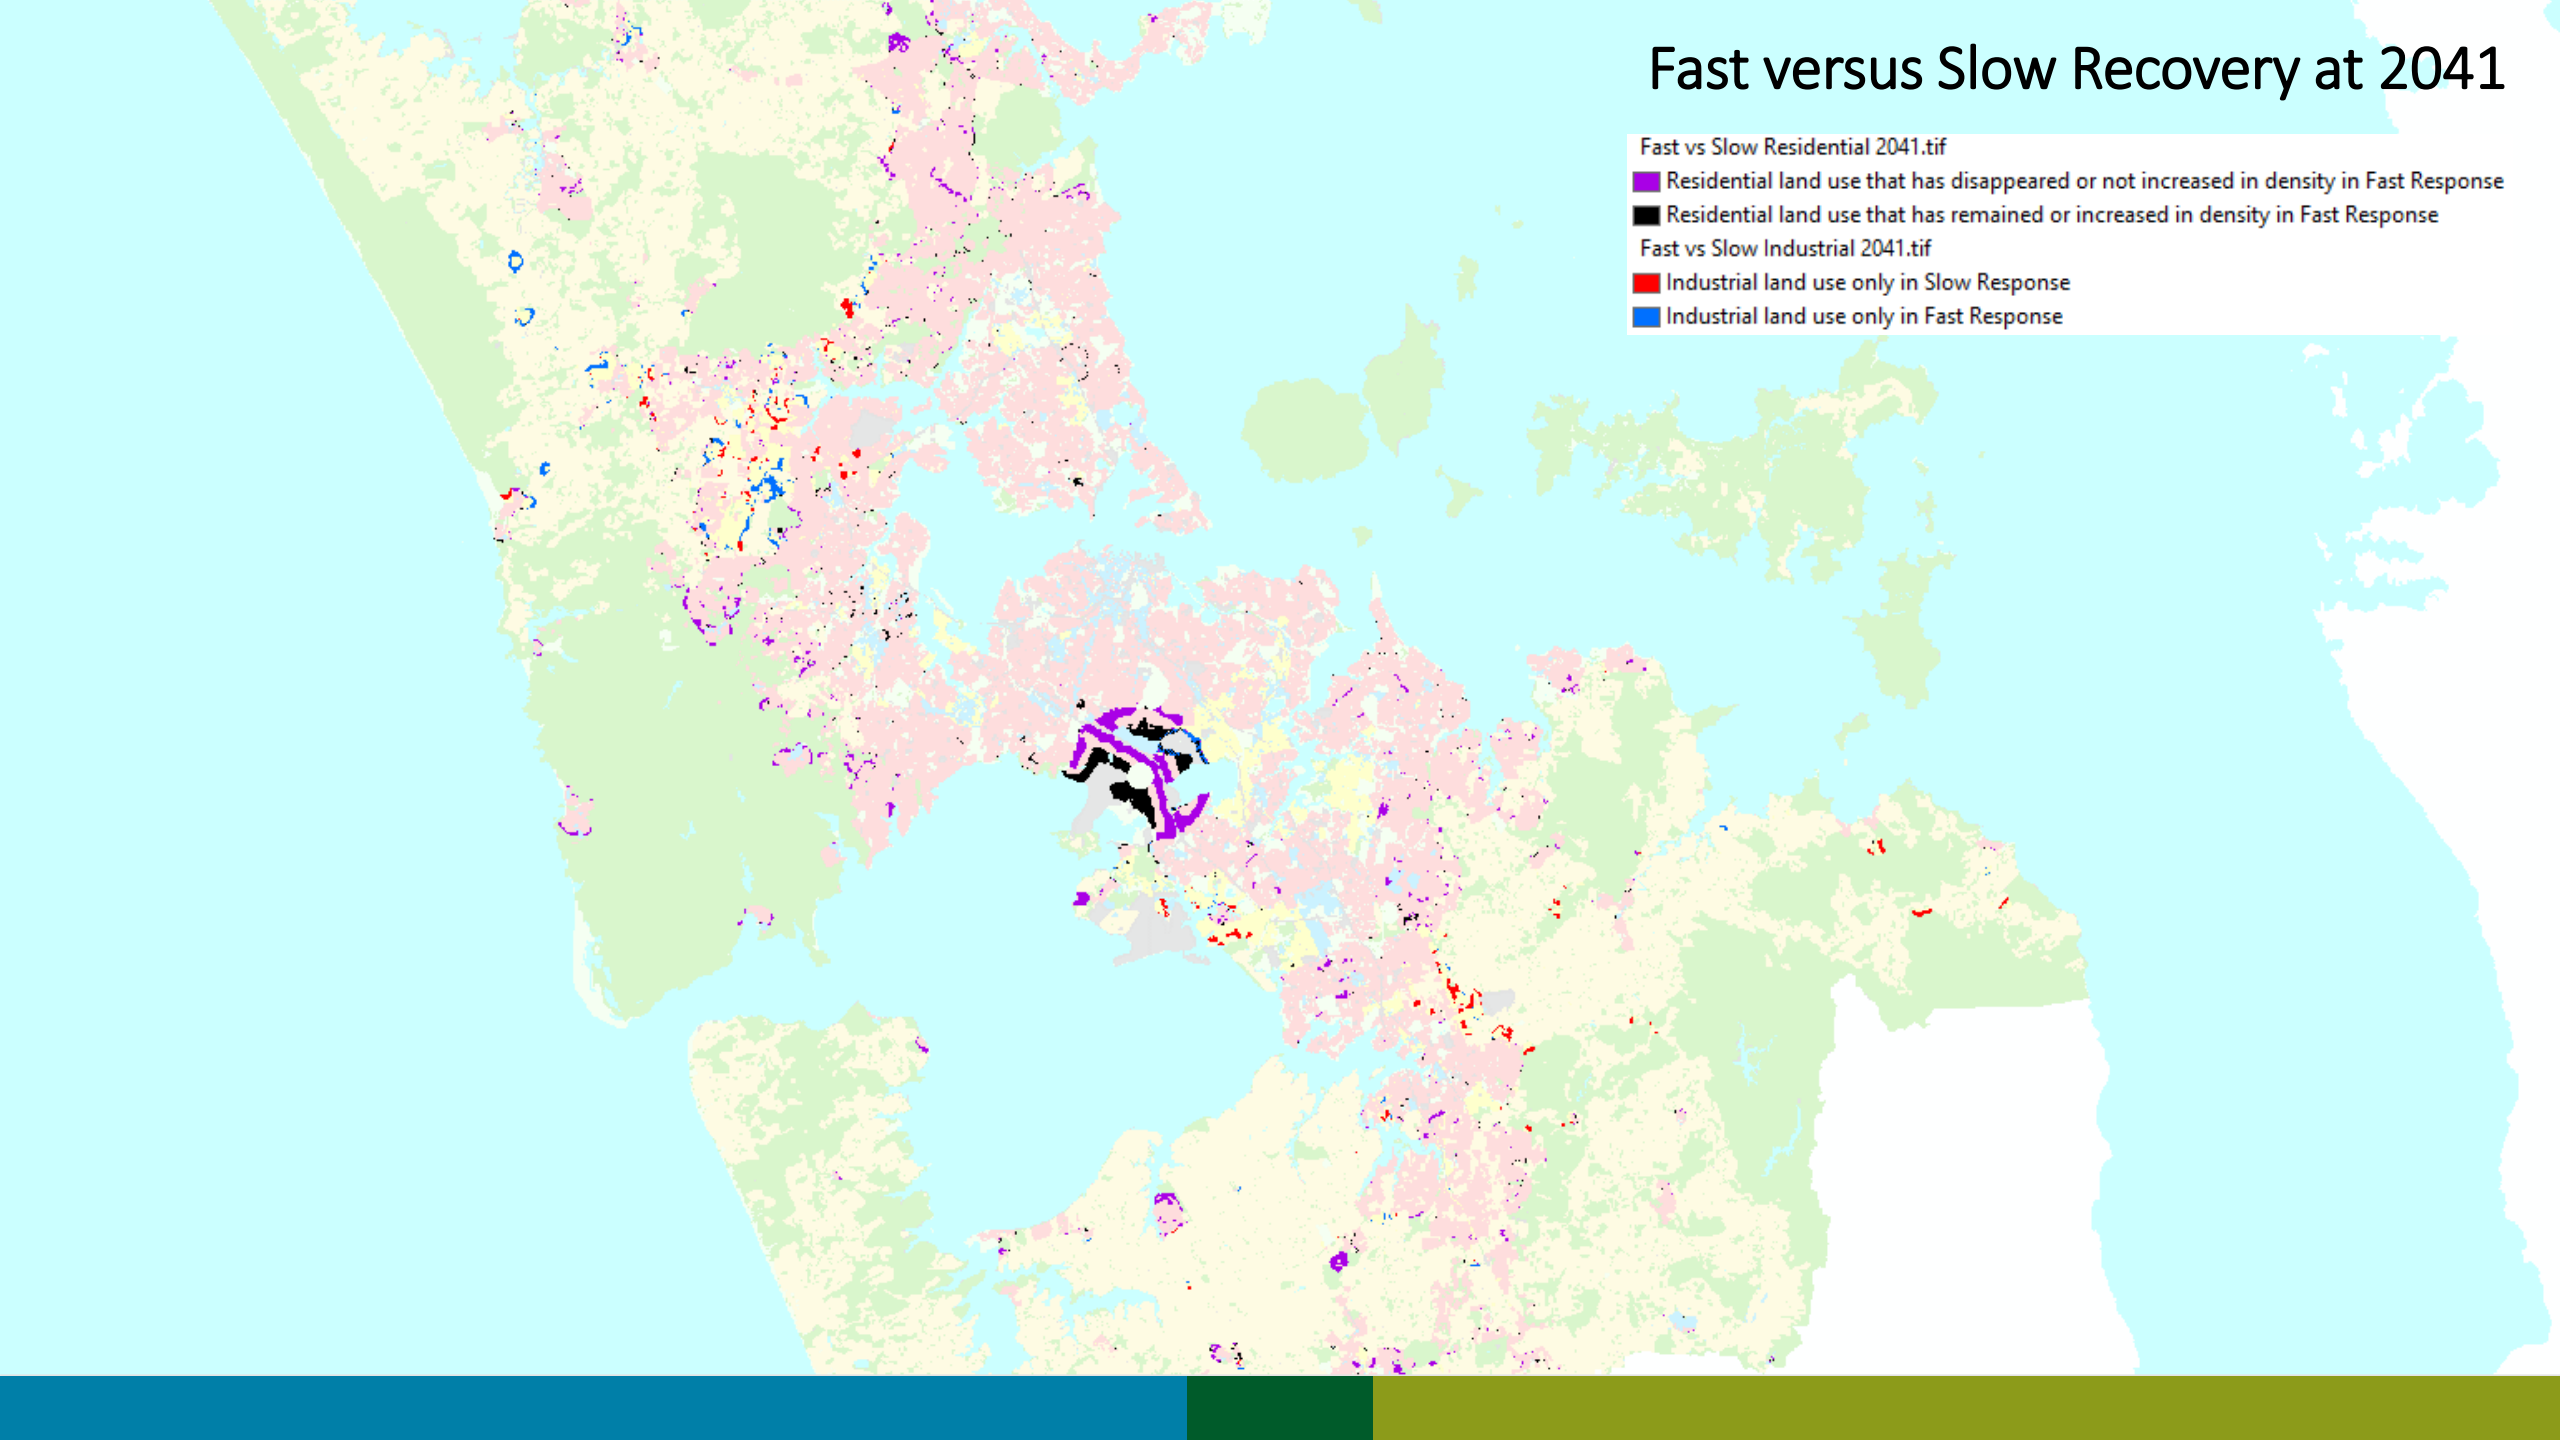 Fast versus Slow Recovery at 2041
Fast vs Slow Residential 2041.tif
Residential land use that has disappeared or not increased in density in Fast Response
Residential land use that has remained or increased in density in Fast Response
Fast vs Slow Industrial 2041.tif
Industrial land use only in Slow Response
Industrial land use only in Fast Response